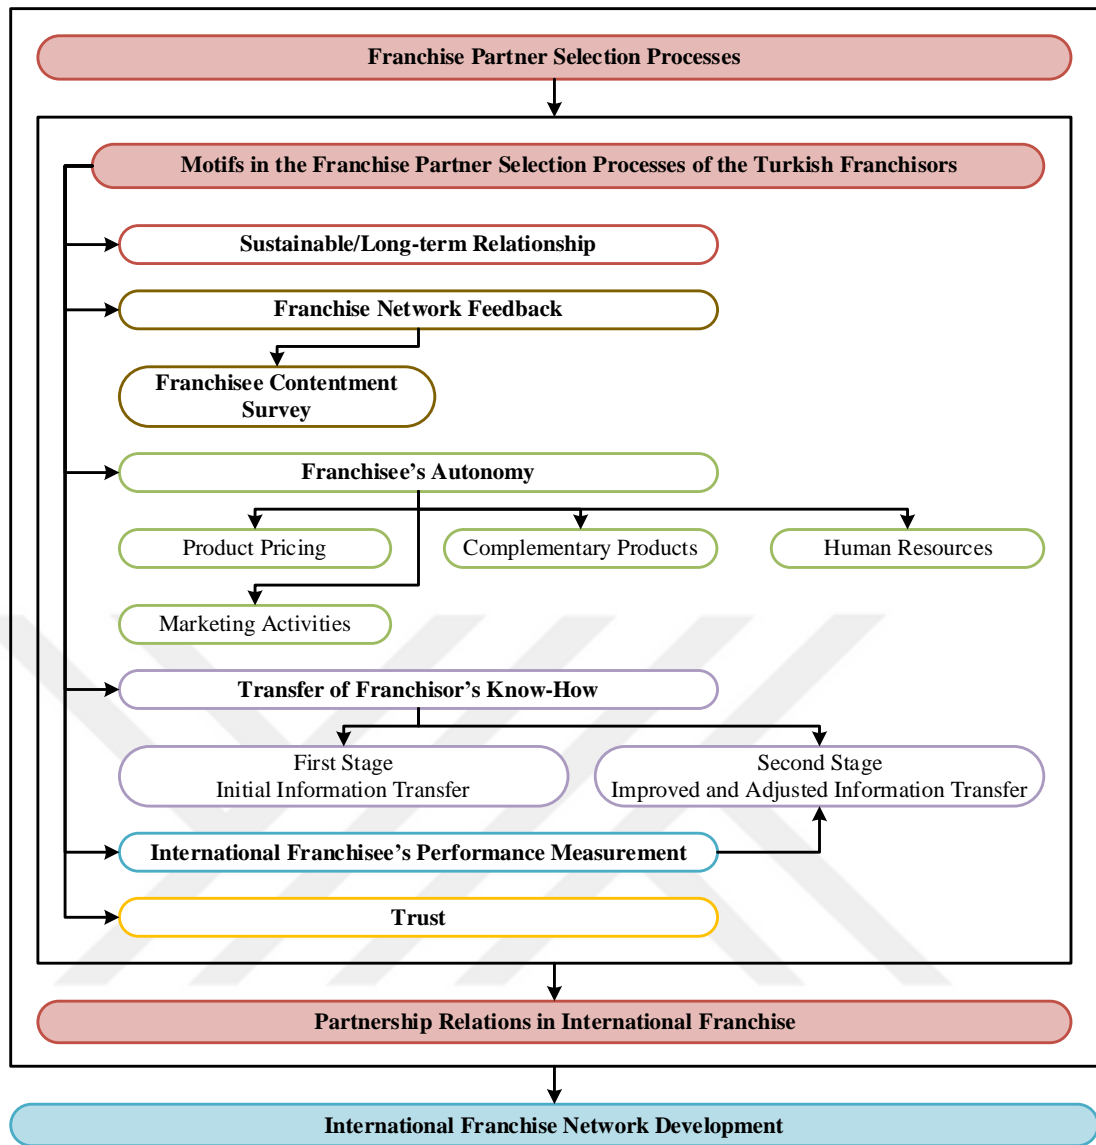 Franchise Partner Selection Processes
Motifs in the Franchise Partner Selection Processes of the Turkish Franchisors
Sustainable/Long-term Relationship
Franchise Network Feedback
Franchisee Contentment
Survey
Franchisee’s Autonomy
Product Pricing
Complementary Products
Human Resources
Marketing Activities
Transfer of Franchisor’s Know-How
First Stage
Initial Information Transfer
Second Stage
Improved and Adjusted Information Transfer
International Franchisee’s Performance Measurement
Trust
Partnership Relations in International Franchise
International Franchise Network Development